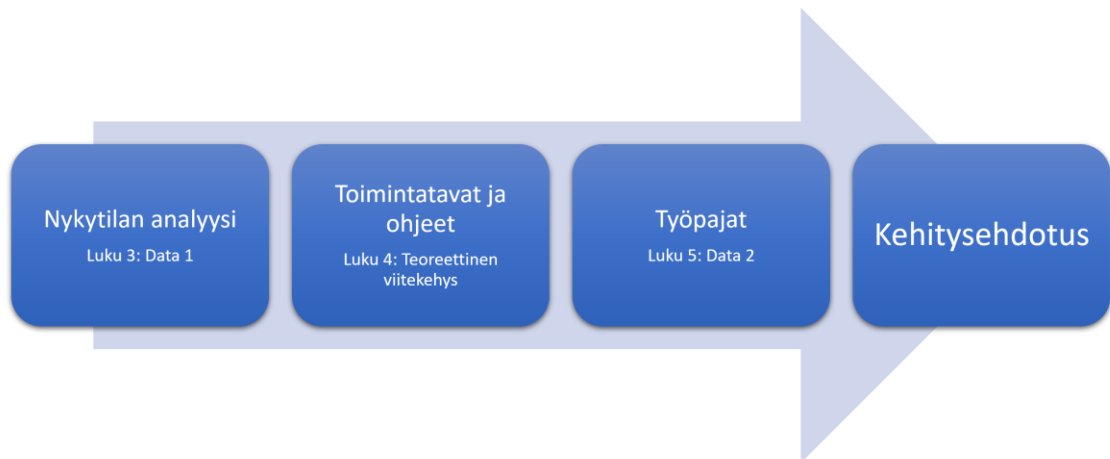 Nykytilan analyysi
Luku 3: Data 1
Toimintatavat ja
ohjeet
Luku 4: Teoreettinen
viitekehys
Työpajat
Luku 5: Data 2
Kehitysehdotus